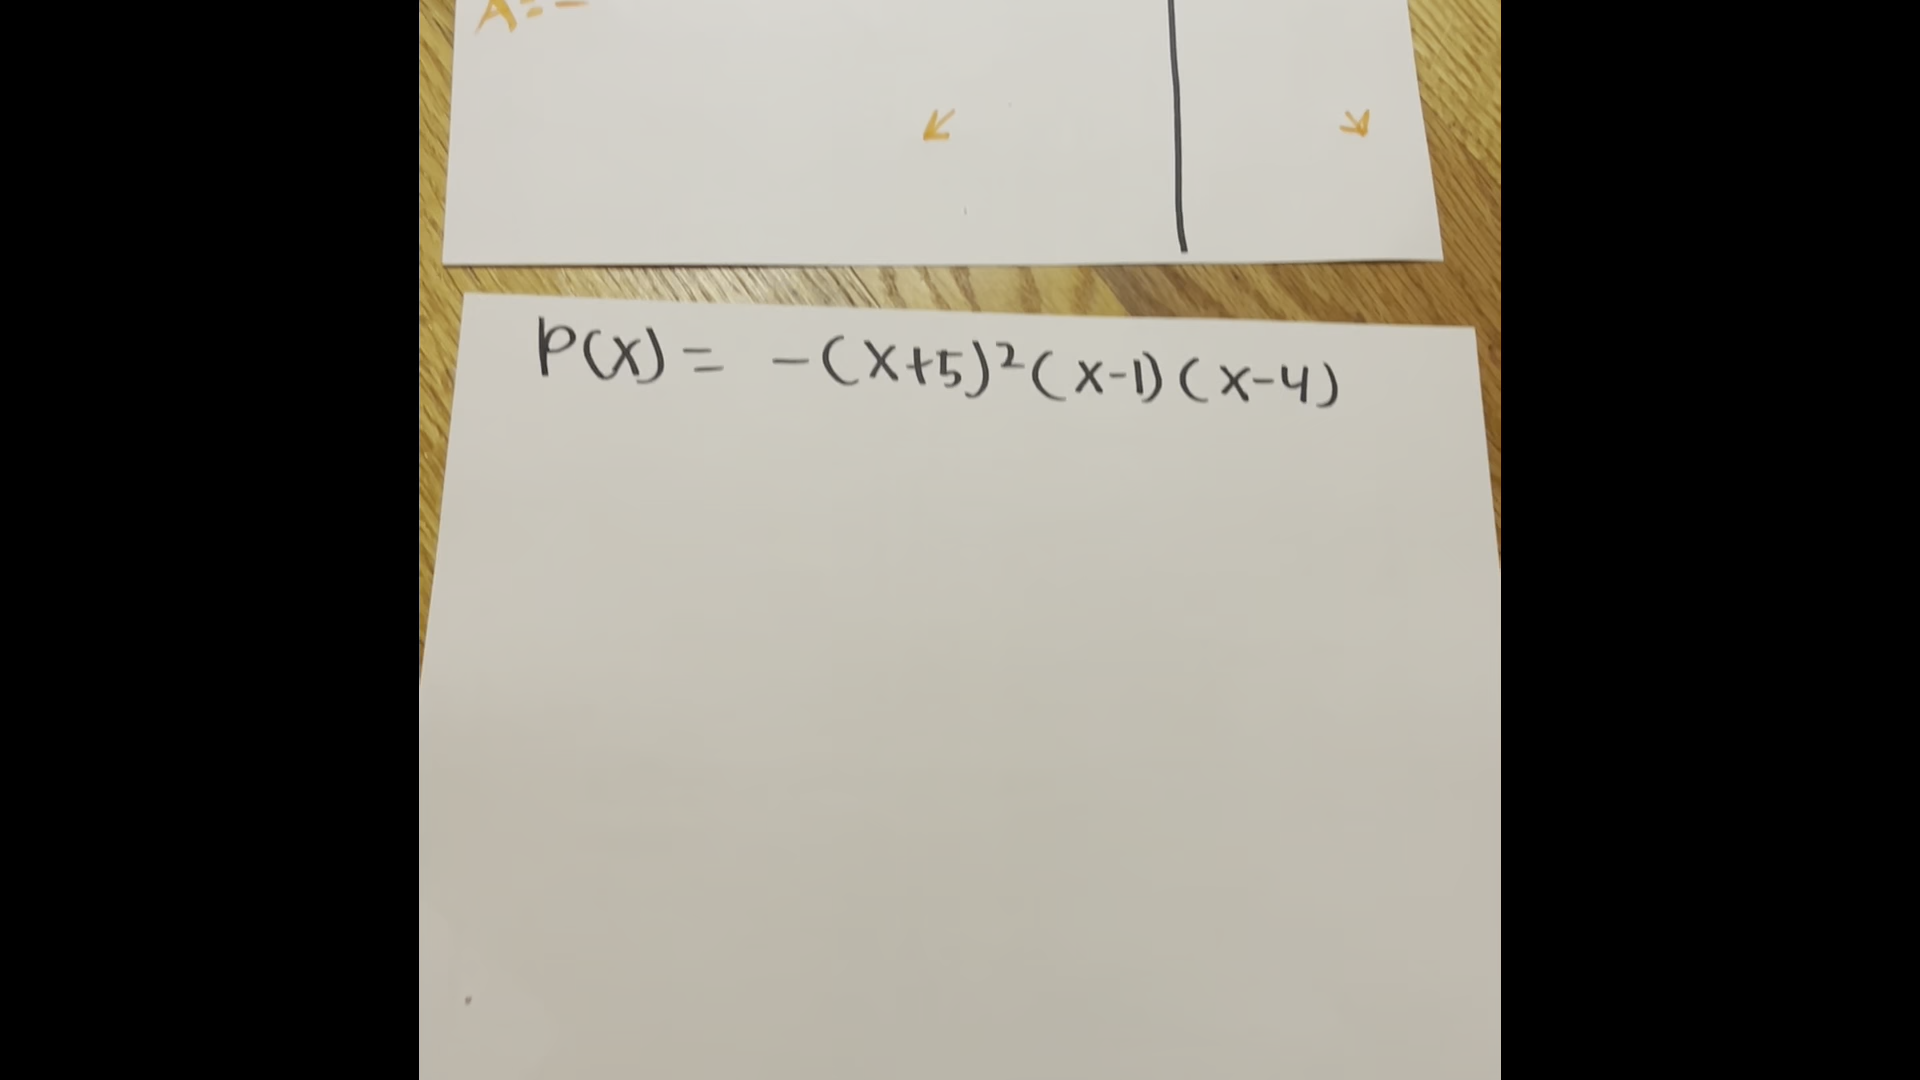 A = -
P(x) = -(x+5)²(x-1)(x-4)